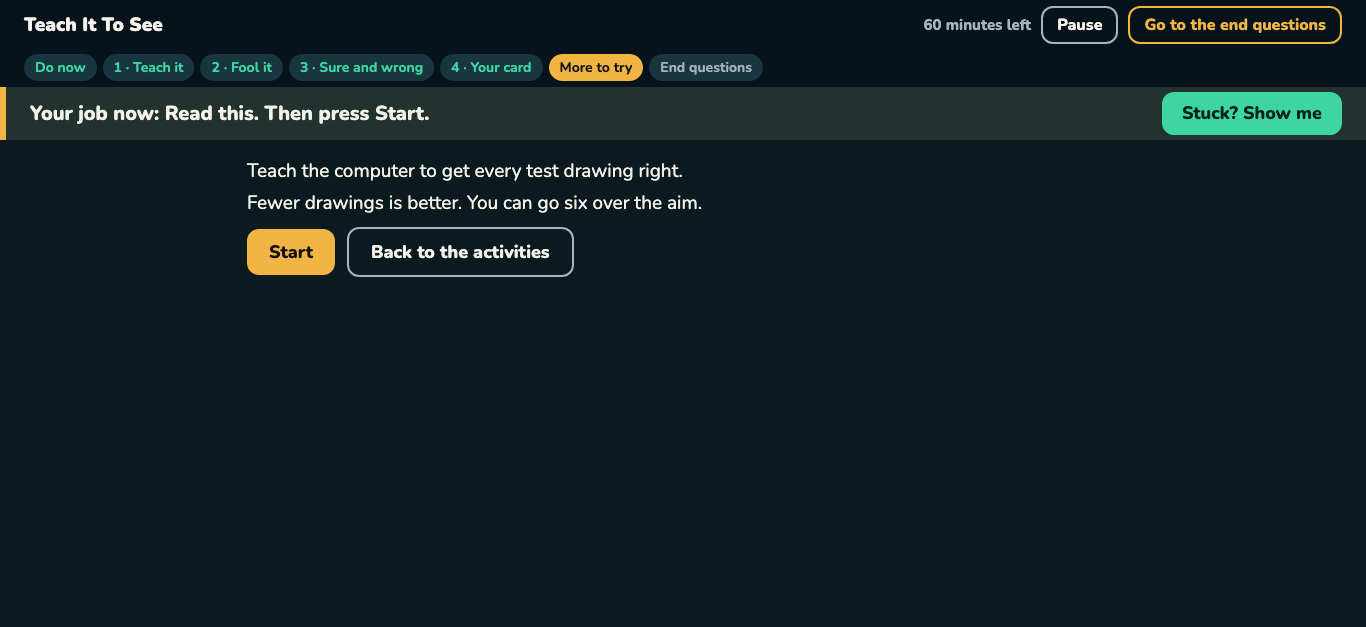 Teach It To See
60 minutes left
Pause
Go to the end questions
Do now
1 · Teach it
2 · Fool it
3 · Sure and wrong
4 · Your card
More to try
End questions
Your job now: Read this. Then press Start.
Stuck? Show me
Teach the computer to get every test drawing right.
Fewer drawings is better. You can go six over the aim.
Start
Back to the activities